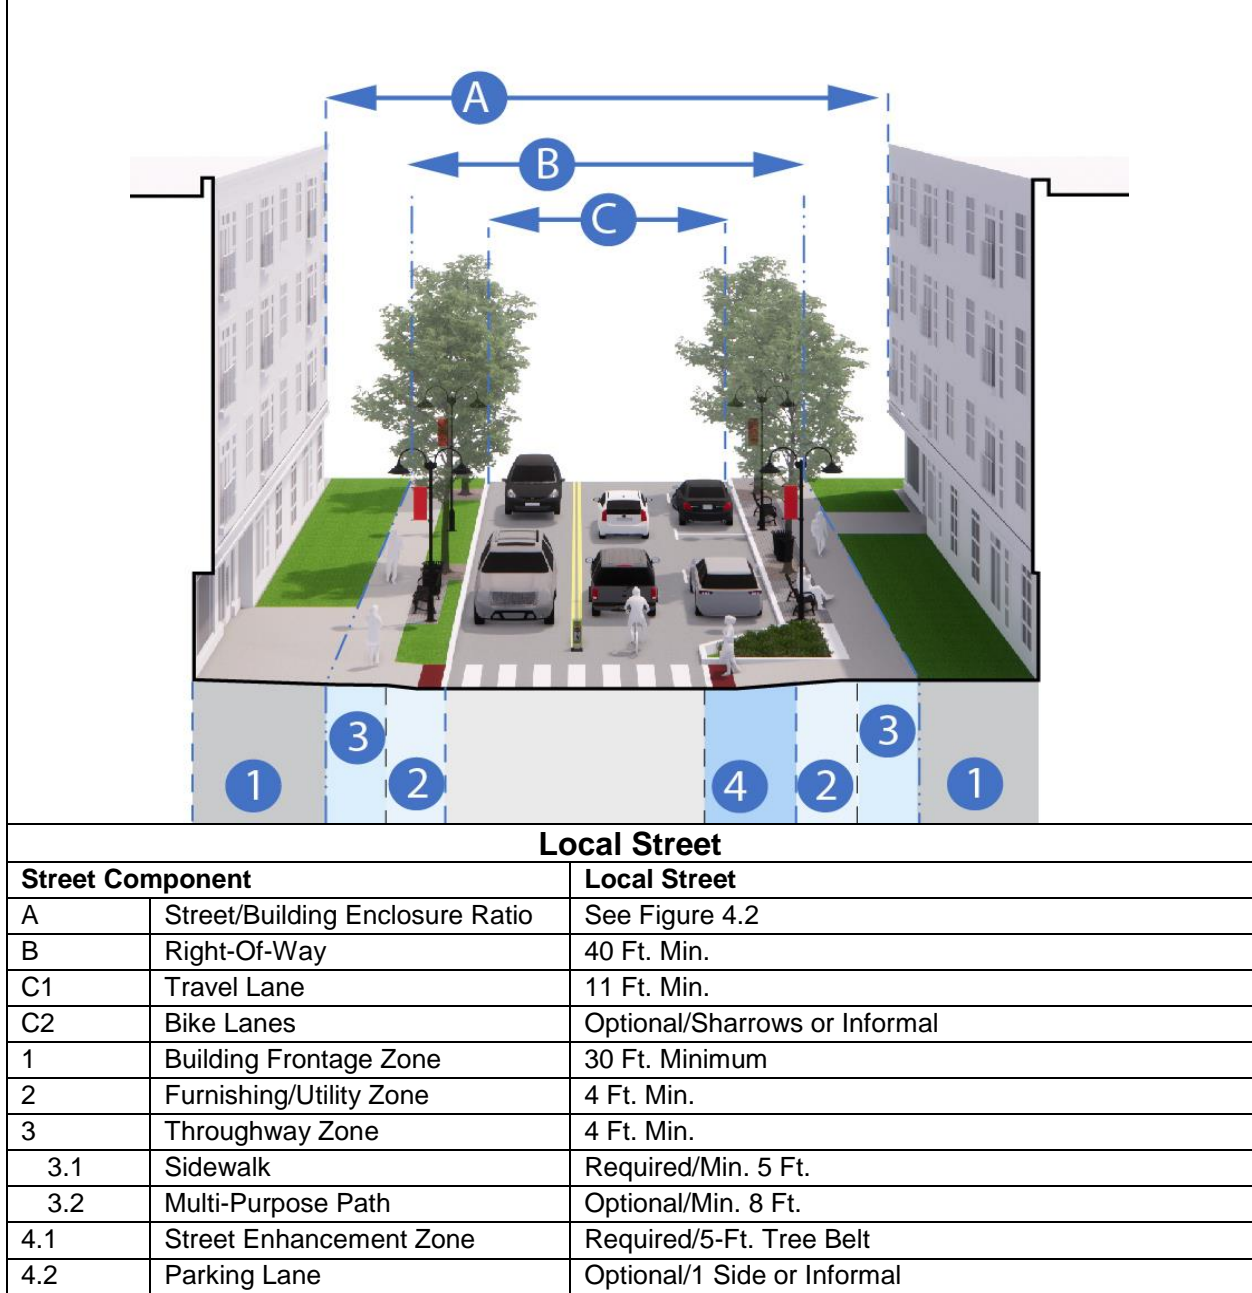 A
B
C
3
3
1
2
4
2
1
Local Street
Street Component Local Street
A Street/Building Enclosure Ratio See Figure 4.2
B Right-Of-Way 40 Ft. Min.
C1 Travel Lane 11 Ft. Min.
C2 Bike Lanes Optional/Sharrows or Informal
1 Building Frontage Zone 30 Ft. Minimum
2 Furnishing/Utility Zone 4 Ft. Min.
3 Throughway Zone 4 Ft. Min.
3.1 Sidewalk Required/Min. 5 Ft.
3.2 Multi-Purpose Path Optional/Min. 8 Ft.
4.1 Street Enhancement Zone Required/5-Ft. Tree Belt
4.2 Parking Lane Optional/1 Side or Informal